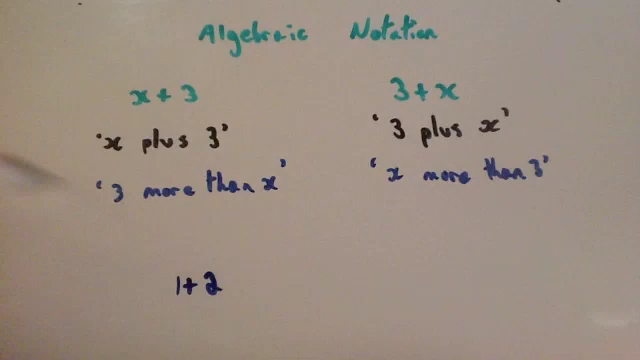 Algebraic Notation
x + 3
'x plus 3'
'3 more than x'
3 + x
'3 plus x'
'x more than 3'
1 + 2